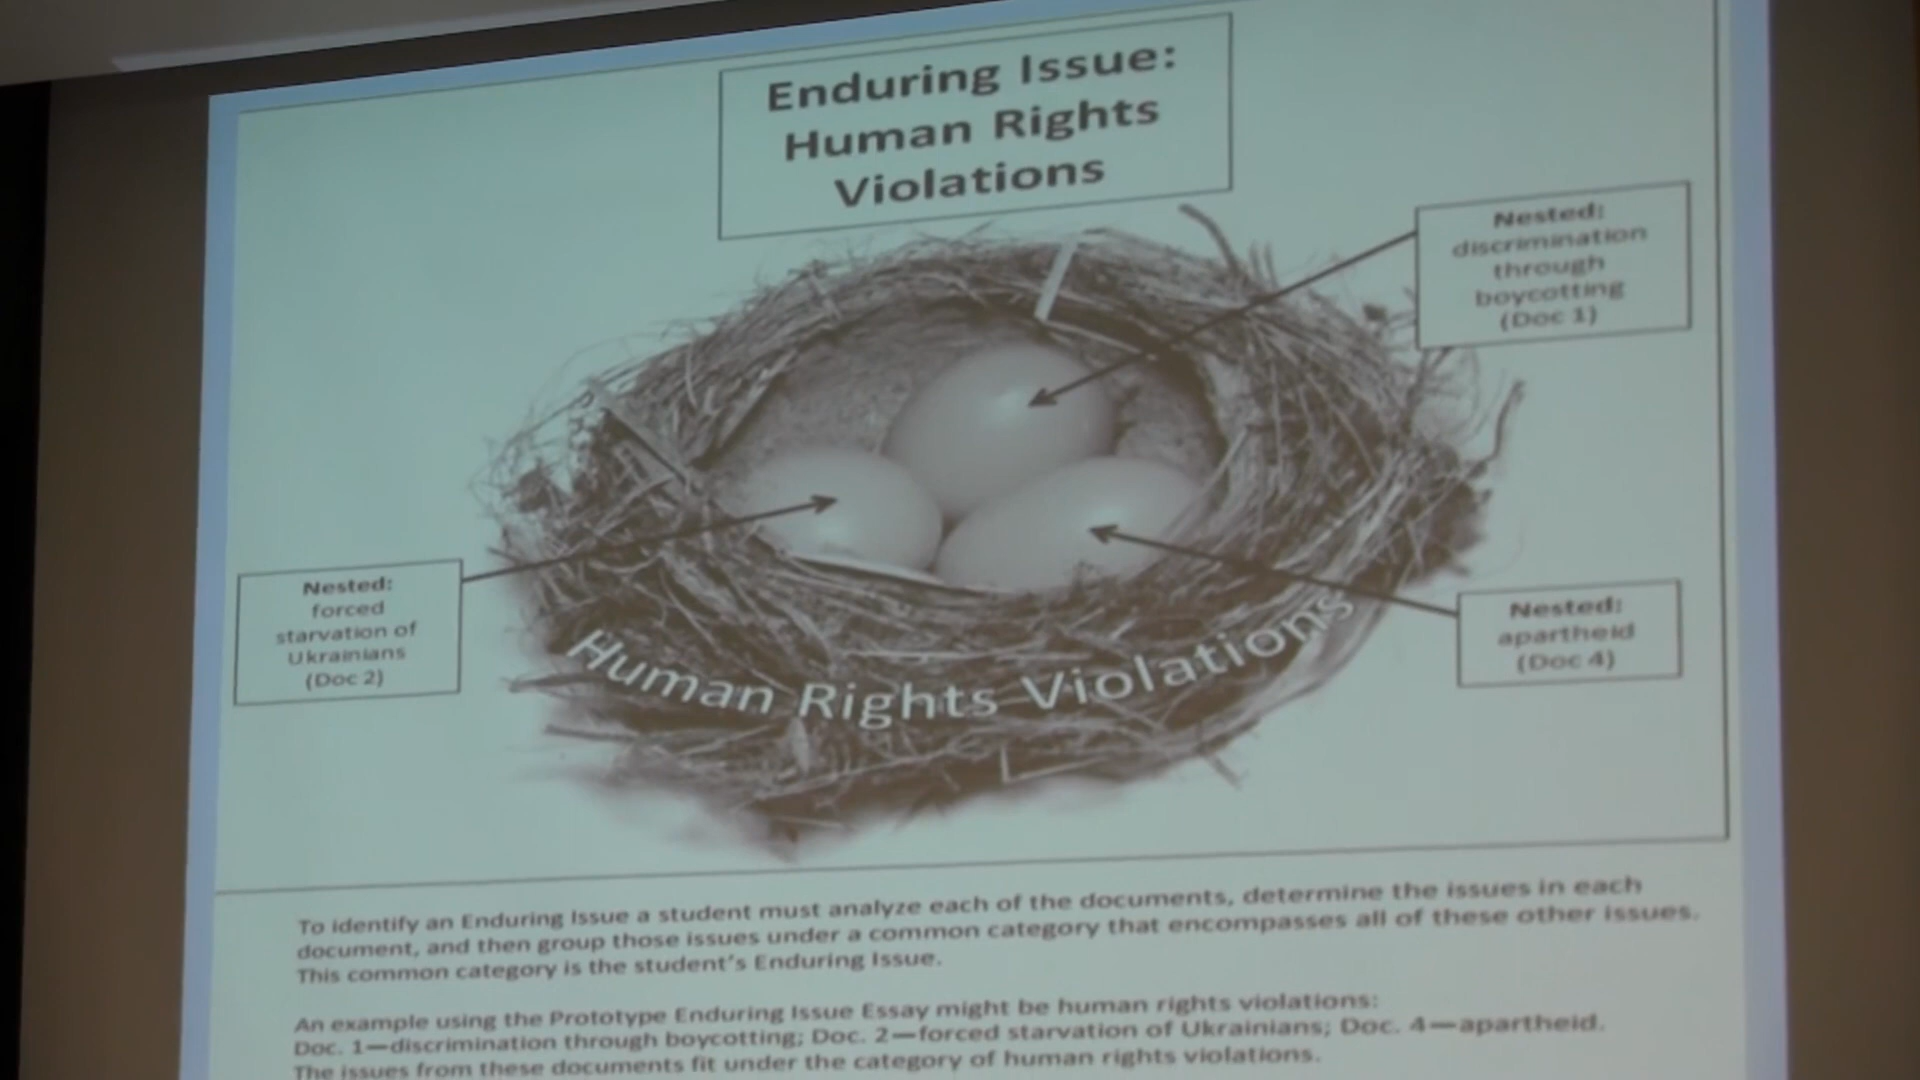 Enduring Issue:
Human Rights
Violations
Nested:
discrimination
through
boycotting
(Doc 1)
Nested:
forced
starvation of
Ukrainians
(Doc 2)
Nested:
apartheid
(Doc 4)
Human Rights Violations
To identify an Enduring Issue a student must analyze each of the documents, determine the issues in each
document, and then group those issues under a common category that encompasses all of these other issues.
This common category is the student's Enduring Issue.
An example using the Prototype Enduring Issue Essay might be human rights violations:
Doc. 1—discrimination through boycotting; Doc. 2—forced starvation of Ukrainians; Doc. 4—apartheid.
The issues from these documents fit under the category of human rights violations.